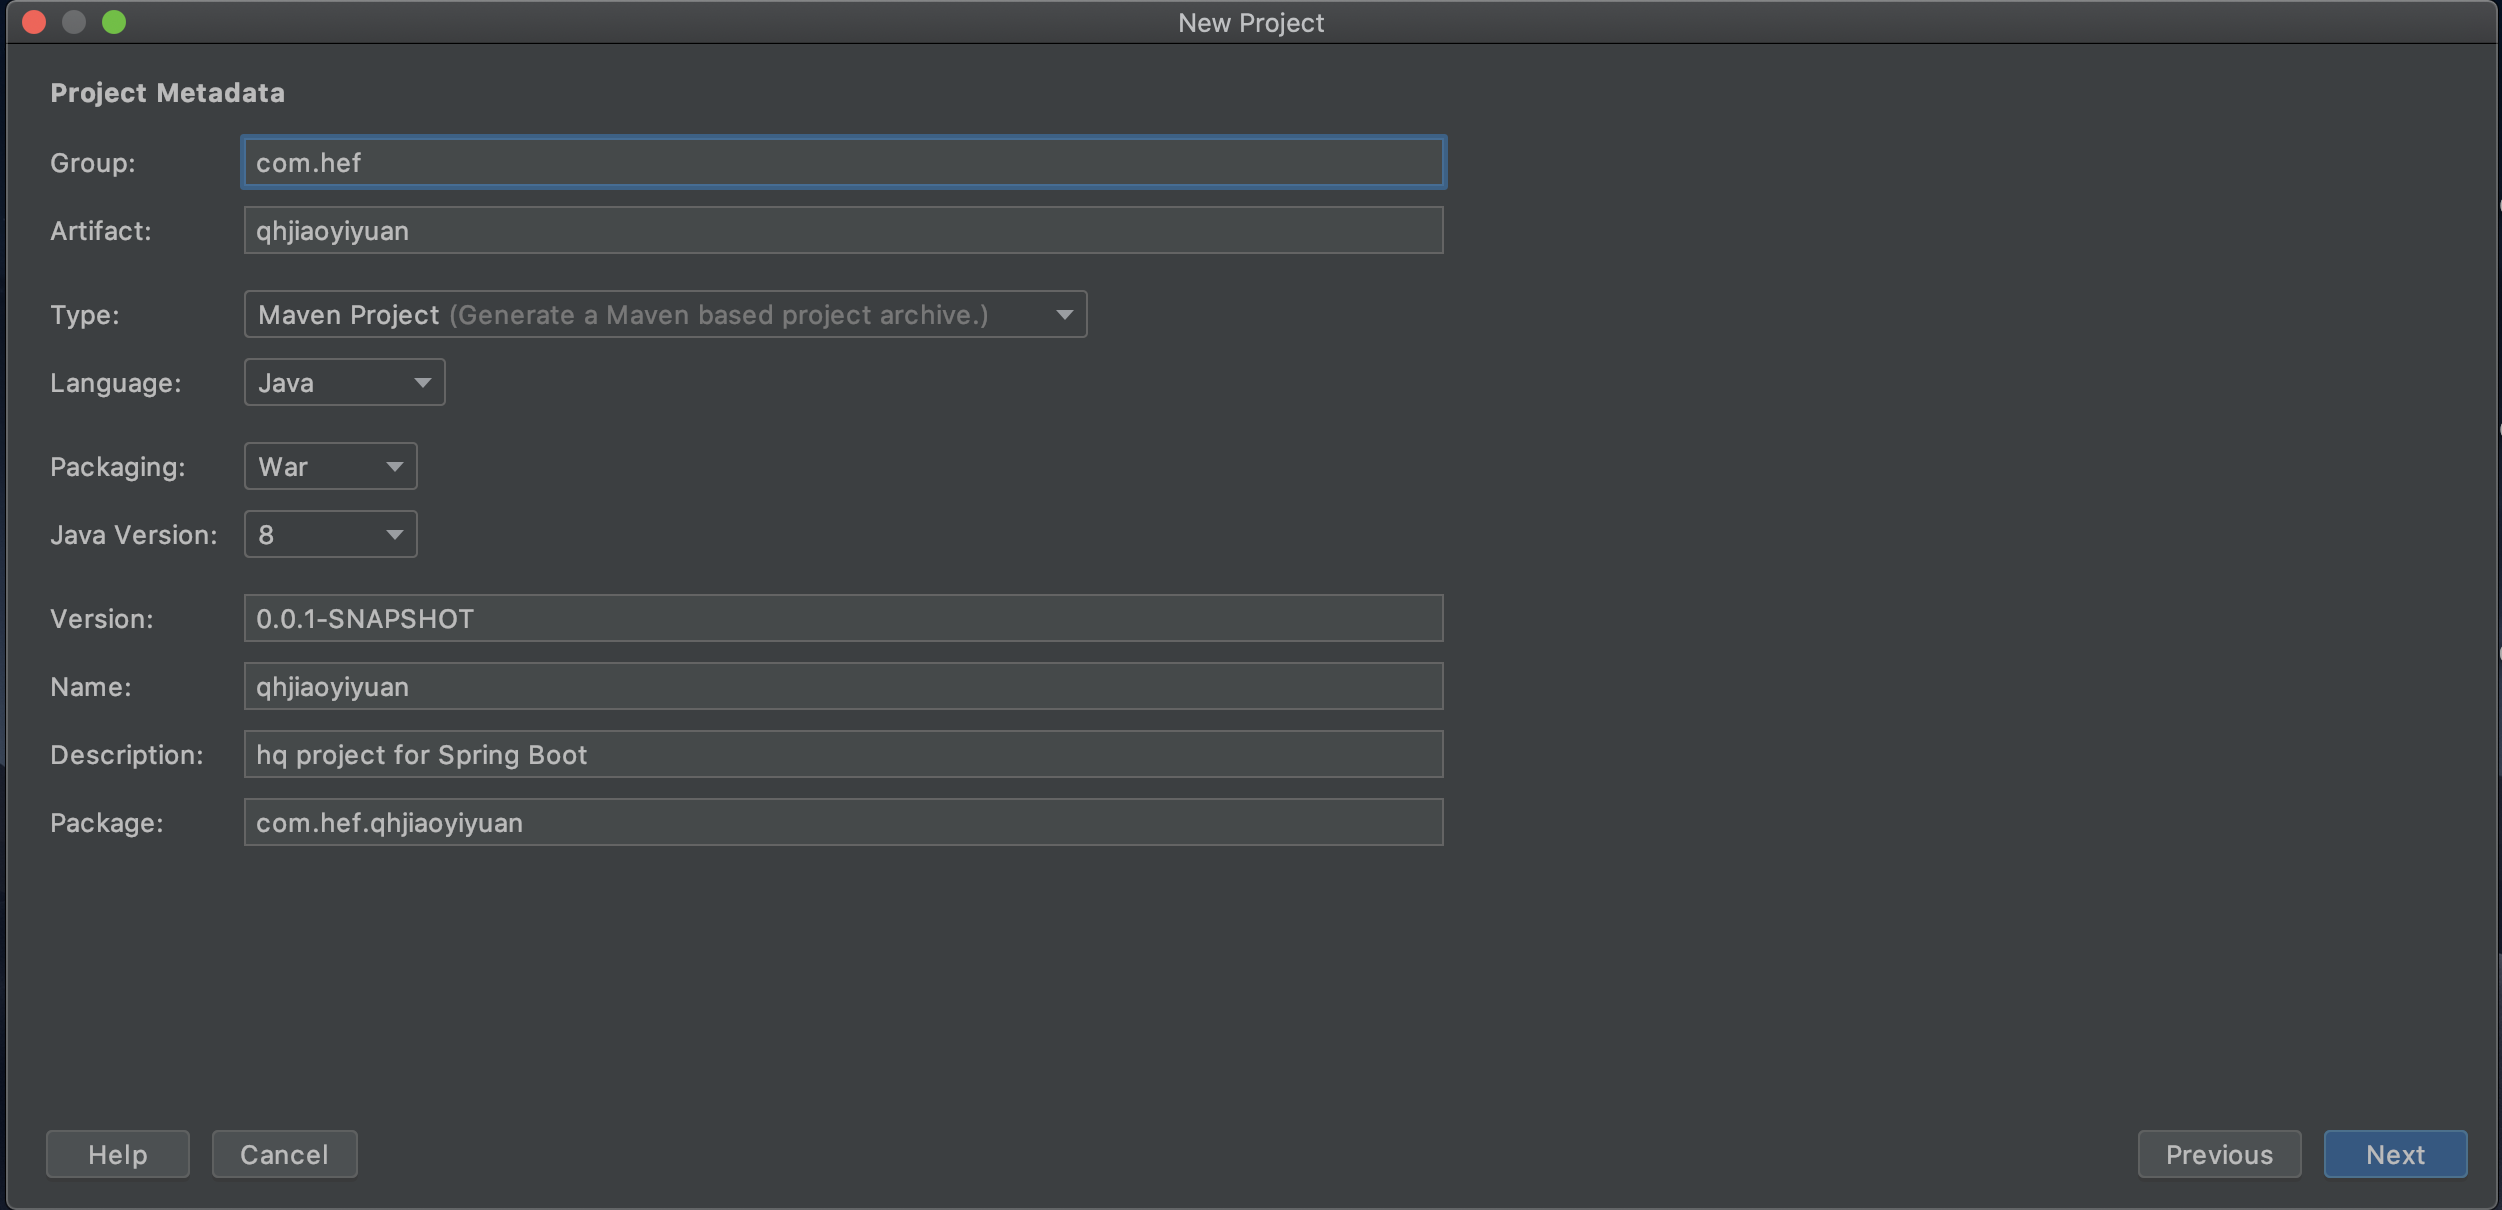 New Project
Project Metadata
Group: com.hef
Artifact: qhjiaoyiyuan
Type: Maven Project (Generate a Maven based project archive.)
Language: Java
Packaging: War
Java Version: 8
Version: 0.0.1-SNAPSHOT
Name: qhjiaoyiyuan
Description: hq project for Spring Boot
Package: com.hef.qhjiaoyiyuan
Help Cancel Previous Next